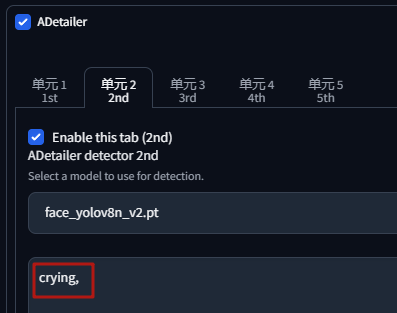 ADetailer
单元 1 单元 2 单元 3 单元 4 单元 5
1st 2nd 3rd 4th 5th
Enable this tab (2nd)
ADetailer detector 2nd
Select a model to use for detection.
face_yolov8n_v2.pt
crying,